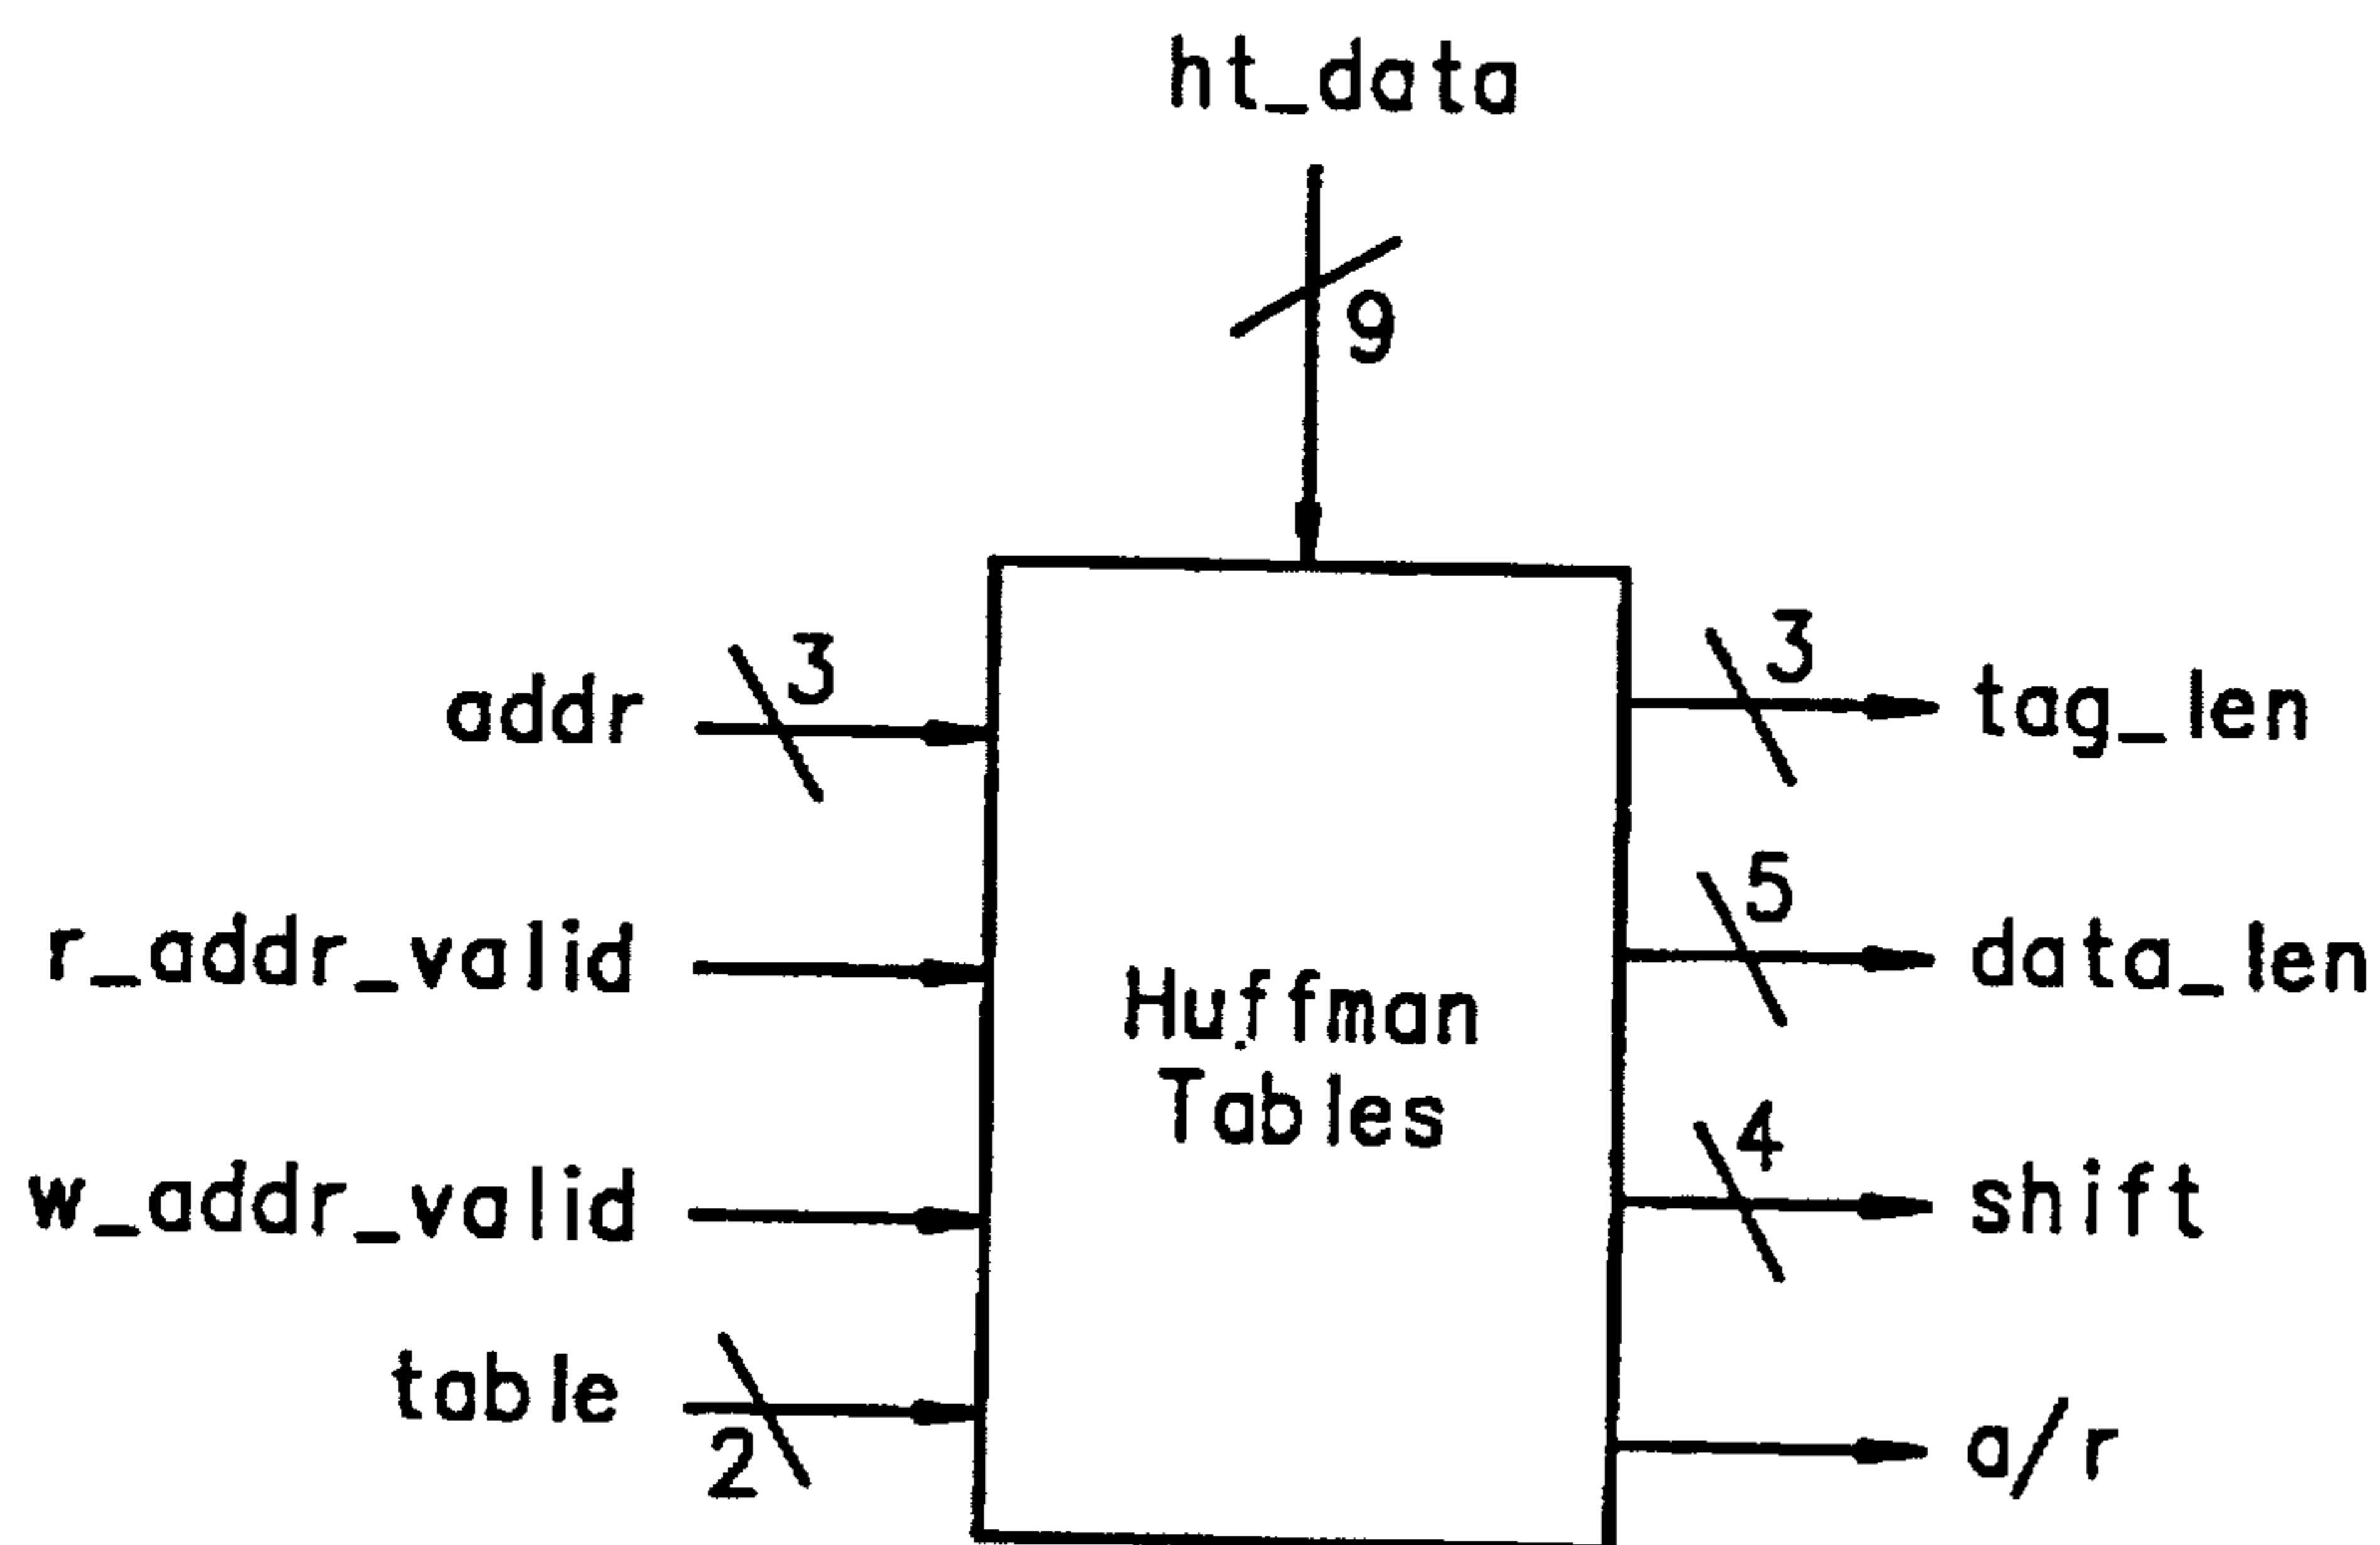 ht_data
9
addr
3
3
tag_len
r_addr_valid
5
data_len
Huffman
Tables
w_addr_valid
4
shift
table
2
a/r